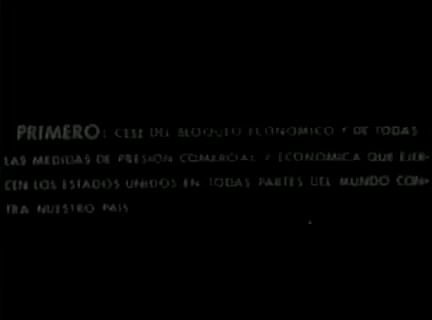 PRIMERO: CESE DEL BLOQUEO ECONOMICO Y DE TODAS
LAS MEDIDAS DE PRESION COMERCIAL Y ECONOMICA QUE EJER-
CEN LOS ESTADOS UNIDOS EN TODAS PARTES DEL MUNDO CON-
TRA NUESTRO PAIS